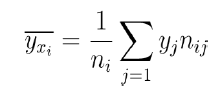 $\overline{y_{x_i}} = \frac{1}{n_i} \sum_{j=1} y_j n_{ij}$